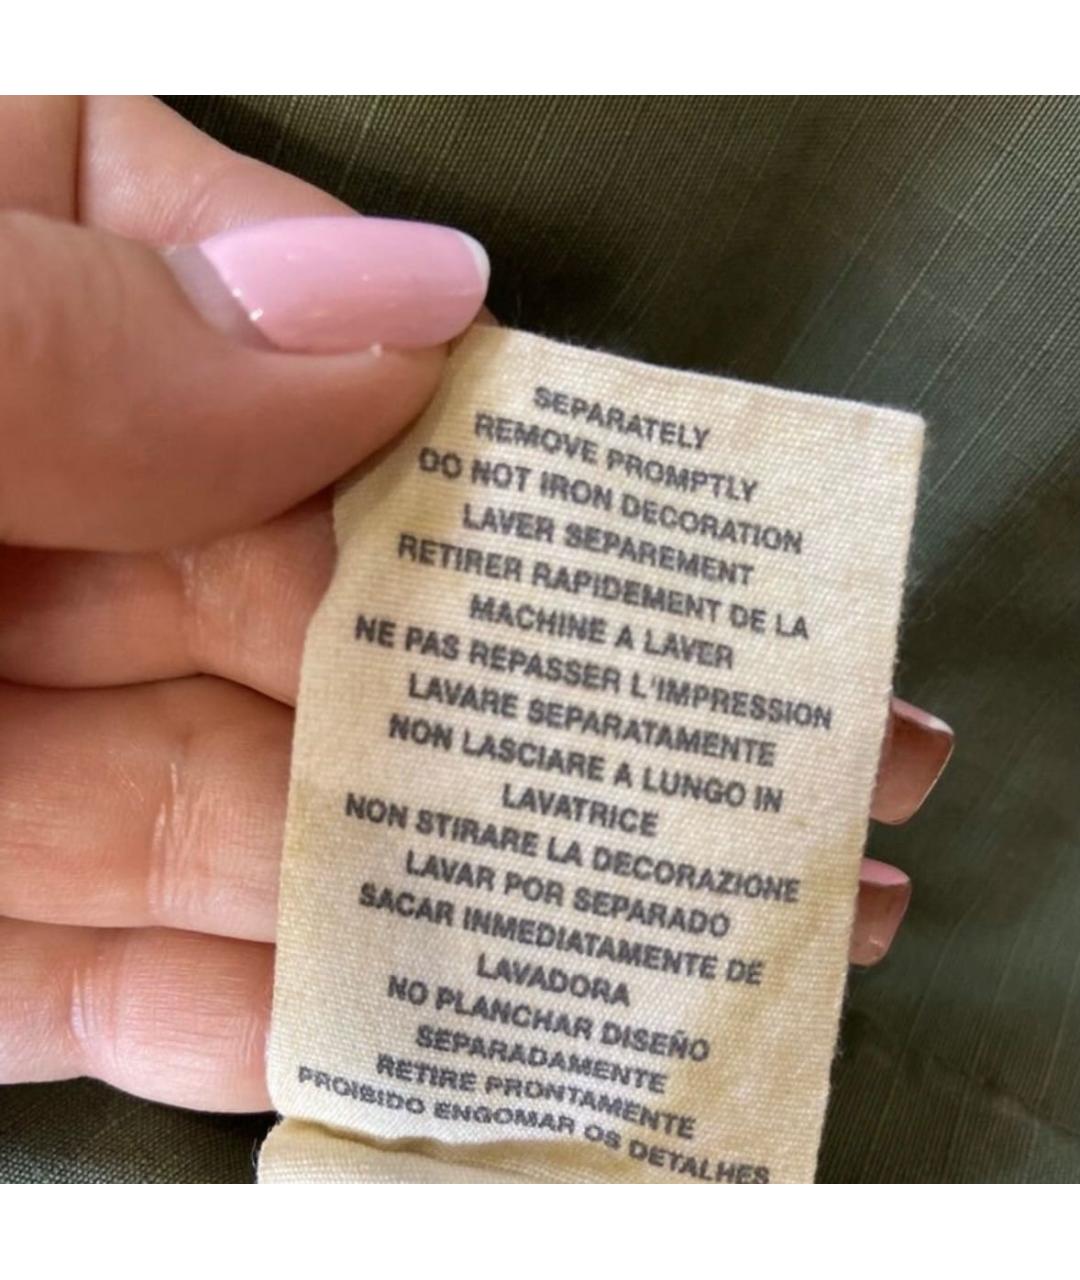 SEPARATELY
REMOVE PROMPTLY
DO NOT IRON DECORATION
LAVER SEPAREMENT
RETIRER RAPIDEMENT DE LA
MACHINE A LAVER
NE PAS REPASSER L'IMPRESSION
LAVARE SEPARATAMENTE
NON LASCIARE A LUNGO IN
LAVATRICE
NON STIRARE LA DECORAZIONE
LAVAR POR SEPARADO
SACAR INMEDIATAMENTE DE
LAVADORA
NO PLANCHAR DISEÑO
SEPARADAMENTE
RETIRE PRONTAMENTE
PROIBIDO ENGOMAR OS DETALHES